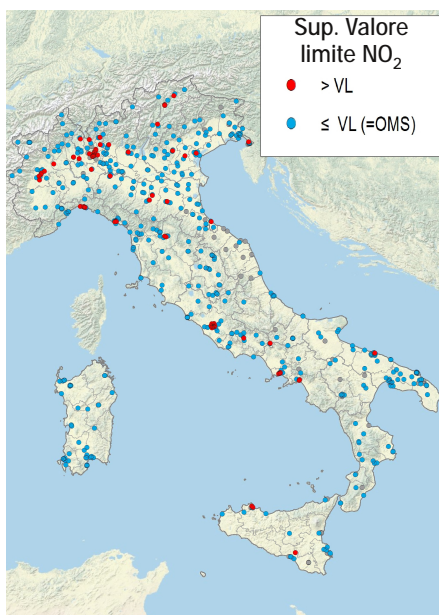 Sup. Valore
limite NO₂
> VL
≤ VL (=OMS)